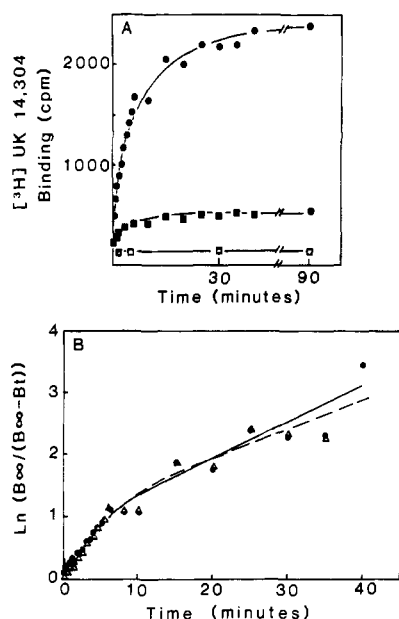 A
[³H] UK 14,304
Binding (cpm)
2000
1000
30
90
Time (minutes)
B
Ln (B∞/(B∞-Bt))
4
3
2
1
0
0
10
20
30
40
Time (minutes)